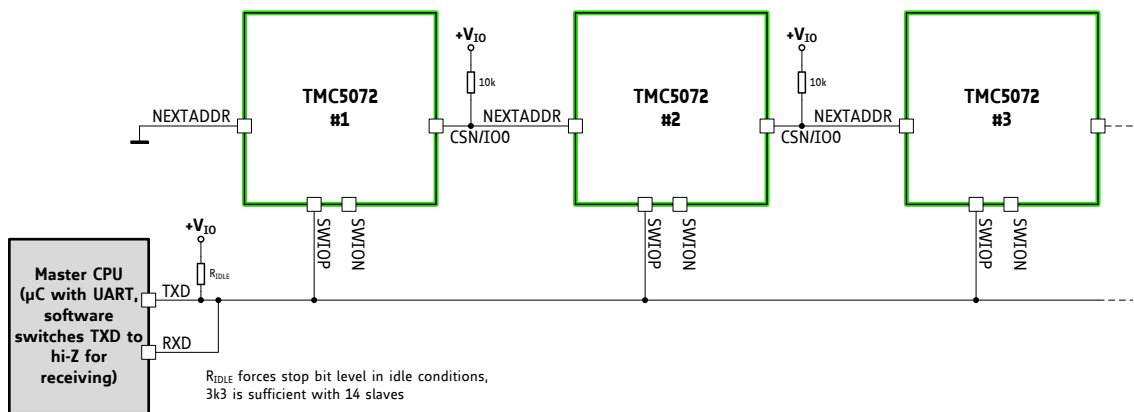 +VIO
+VIO
10k
10k
TMC5072
#1
TMC5072
#2
TMC5072
#3
NEXTADDR
CSN/IO0
NEXTADDR
CSN/IO0
NEXTADDR
SWIOP
SWION
SWIOP
SWION
SWIOP
SWION
+VIO
RIDLE
Master CPU
(µC with UART,
software
switches TXD to
hi-Z for
receiving)
TXD
RXD
RIDLE forces stop bit level in idle conditions,
3k3 is sufficient with 14 slaves